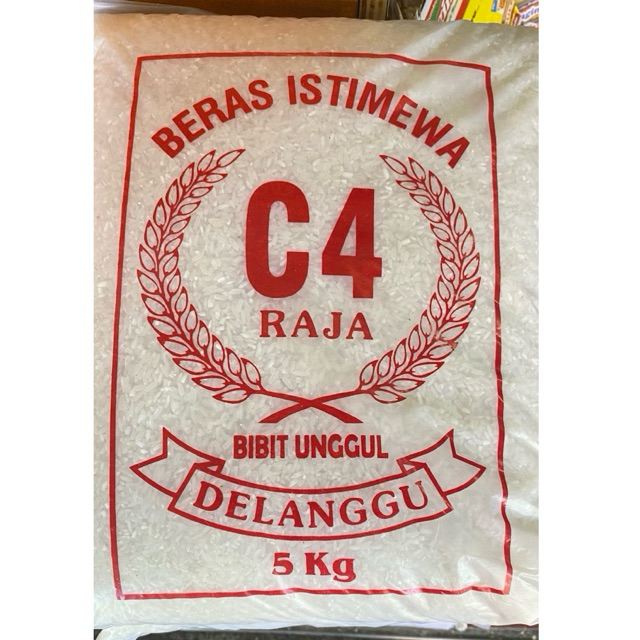 BERAS ISTIMEWA
C4
RAJA
BIBIT UNGGUL
DELANGGU
5 Kg